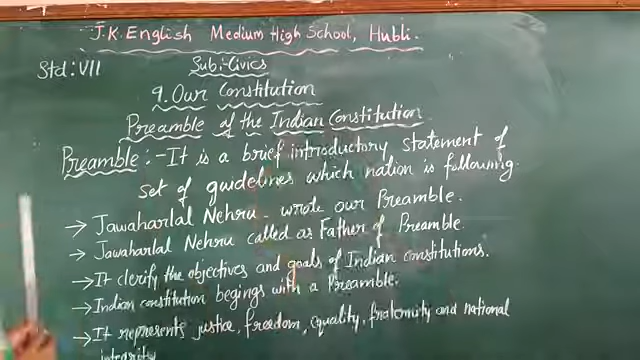 J.K. English Medium High School, Hubli.
Std: VII
Sub:- Civics
9. Our Constitution
Preamble of the Indian Constitution
Preamble:- It is a brief introductory statement of
set of guidelines which nation is following.
→ Jawaharlal Nehru wrote our Preamble.
→ Jawaharlal Nehru called as Father of Preamble.
→ It clerify the objectives and goals of Indian constitutions.
→ Indian constitution begings with a Preamble.
→ It represents justice, freedom, equality, fraternity and national